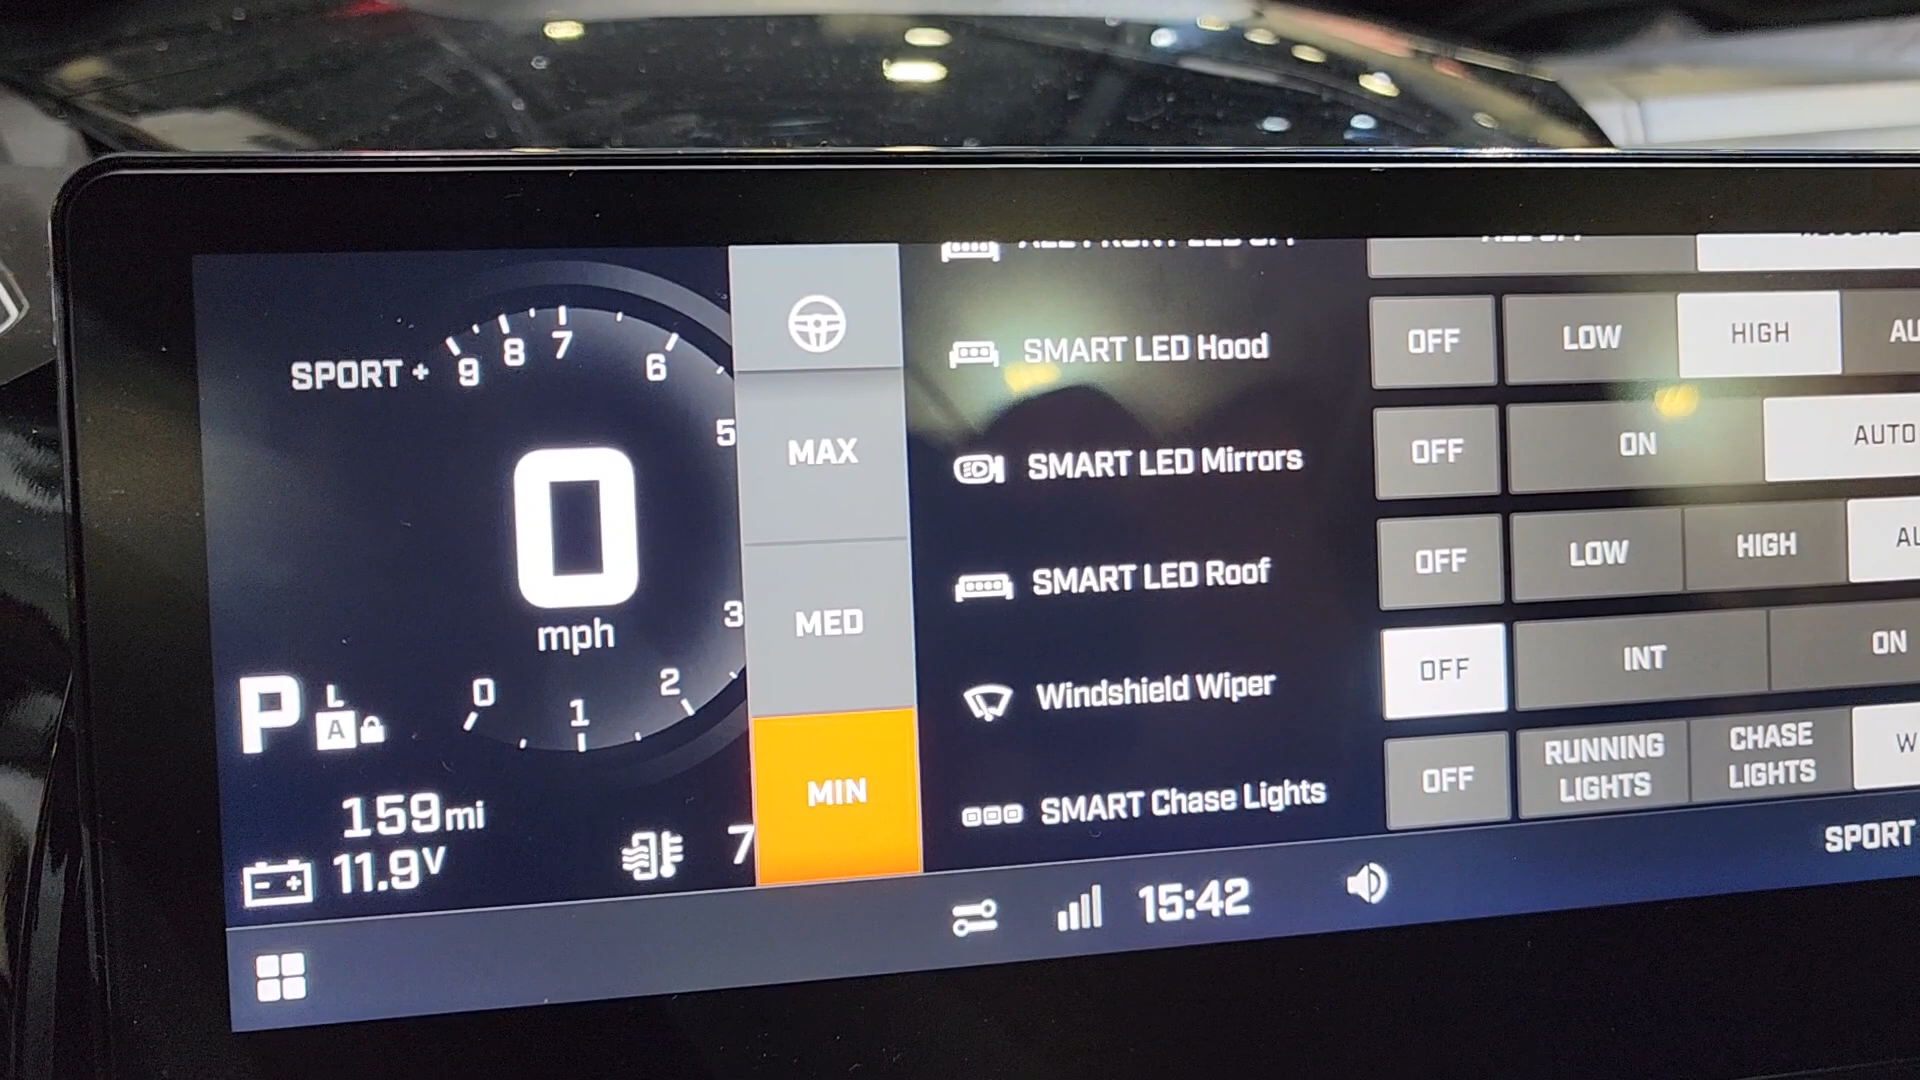 SPORT +
9 8 7 6 5 3 2 1 0
0
mph
P
L
A
159mi
11.9V
7
MAX
MED
MIN
SMART LED Hood OFF LOW HIGH
SMART LED Mirrors OFF ON AUTO
SMART LED Roof OFF LOW HIGH
Windshield Wiper OFF INT ON
SMART Chase Lights OFF RUNNING LIGHTS CHASE LIGHTS
15:42
SPORT